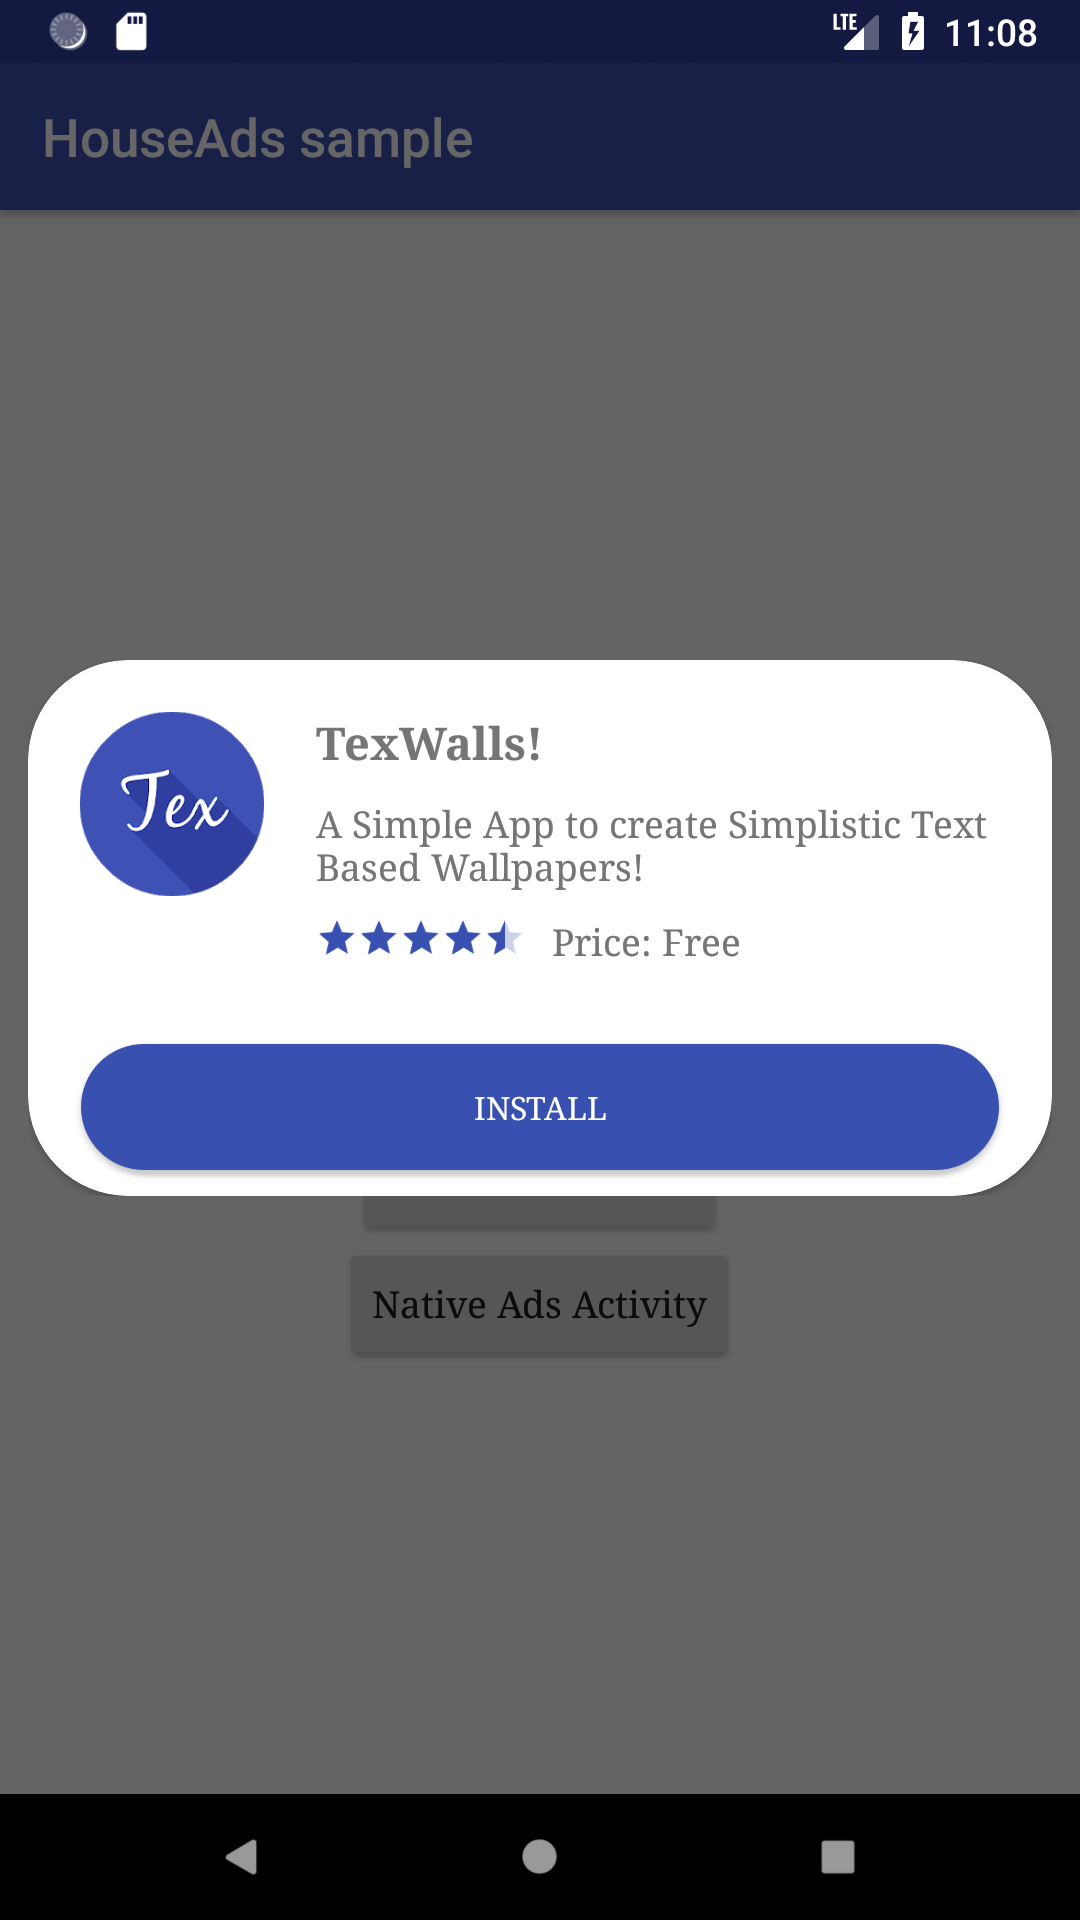 LTE 11:08
HouseAds sample
Tex
TexWalls!
A Simple App to create Simplistic Text
Based Wallpapers!
Price: Free
INSTALL
Native Ads Activity